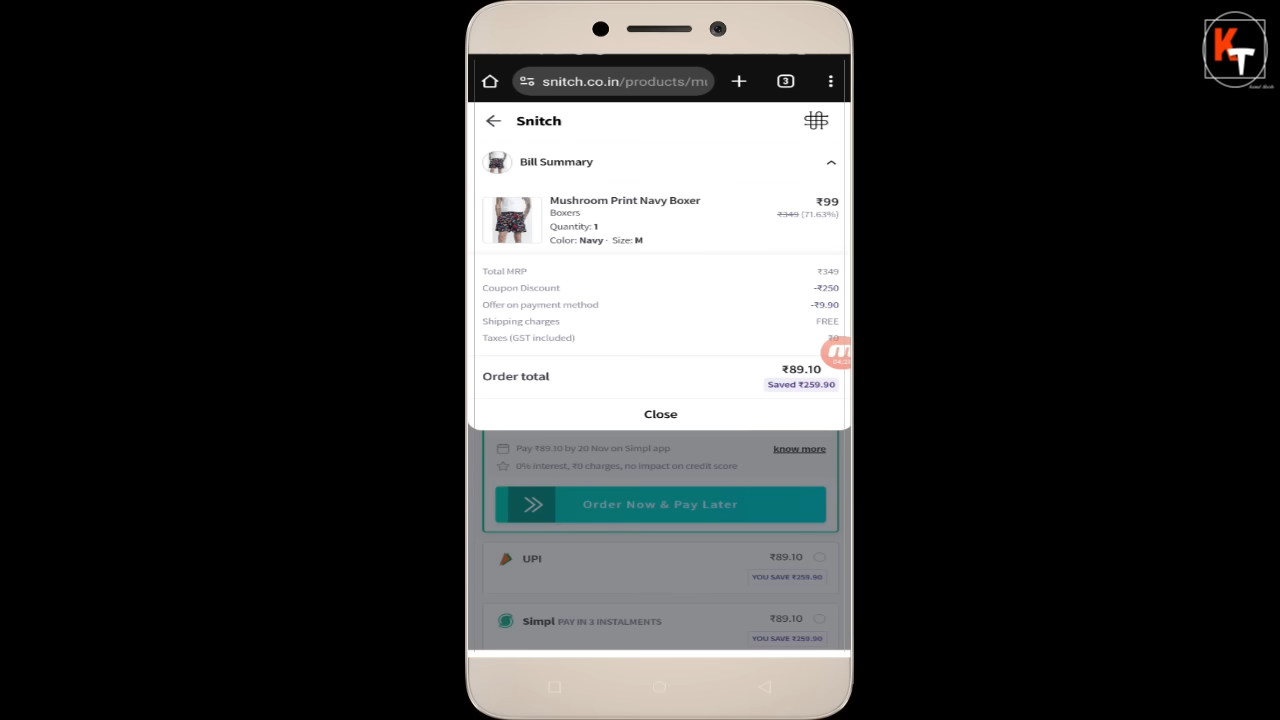 KT
snitch.co.in/products/mu
3
Snitch
Bill Summary
Mushroom Print Navy Boxer
₹99
Boxers
₹349 (71.63%)
Quantity: 1
Color: Navy · Size: M
Total MRP
₹349
Coupon Discount
-₹250
Offer on payment method
-₹9.90
Shipping charges
FREE
Taxes (GST included)
₹0
Order total
₹89.10
Saved ₹259.90
Close
Pay ₹89.10 by 20 Nov on Simpl app
know more
0% interest, ₹0 charges, no impact on credit score
Order Now & Pay Later
UPI
₹89.10
YOU SAVE ₹259.90
Simpl PAY IN 3 INSTALMENTS
₹89.10
YOU SAVE ₹259.90